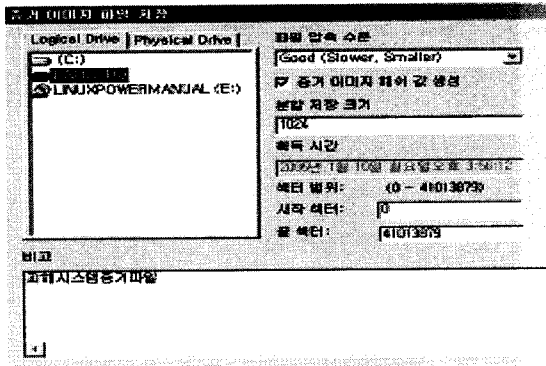 증거 이미지 파일 저장
Logical Drive
Physical Drive
(C:)
LINUXPOWERMANUAL (E:)
파일 압축 수준
Good (Slower, Smaller)
증거 이미지 해쉬 값 생성
분할 저장 크기
1024
획득 시간
섹터 범위: (0 - 41013879)
시작 섹터: 0
끝 섹터: 41013879
비고
피해시스템증거파일